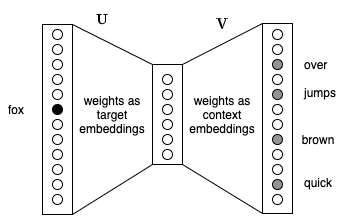 U
V
fox
weights as
target
embeddings
weights as
context
embeddings
over
jumps
brown
quick